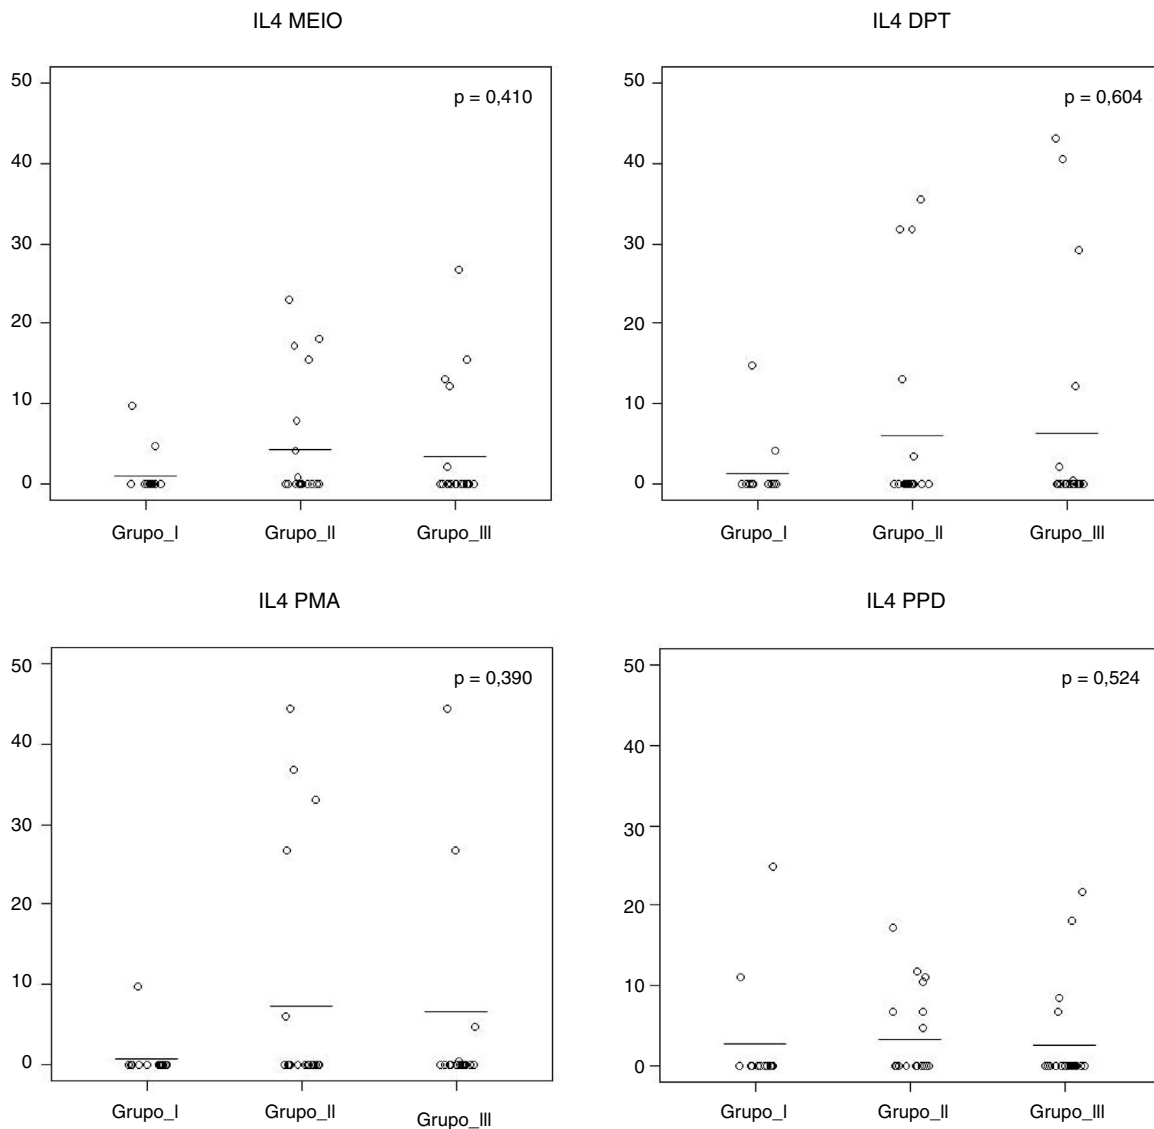 IL4 MEIO
50
40
30
20
10
0
p = 0,410
Grupo_I
Grupo_II
Grupo_III
IL4 DPT
50
40
30
20
10
0
p = 0,604
Grupo_I
Grupo_II
Grupo_III
IL4 PMA
50
40
30
20
10
0
p = 0,390
Grupo_I
Grupo_II
Grupo_III
IL4 PPD
50
40
30
20
10
0
p = 0,524
Grupo_I
Grupo_II
Grupo_III